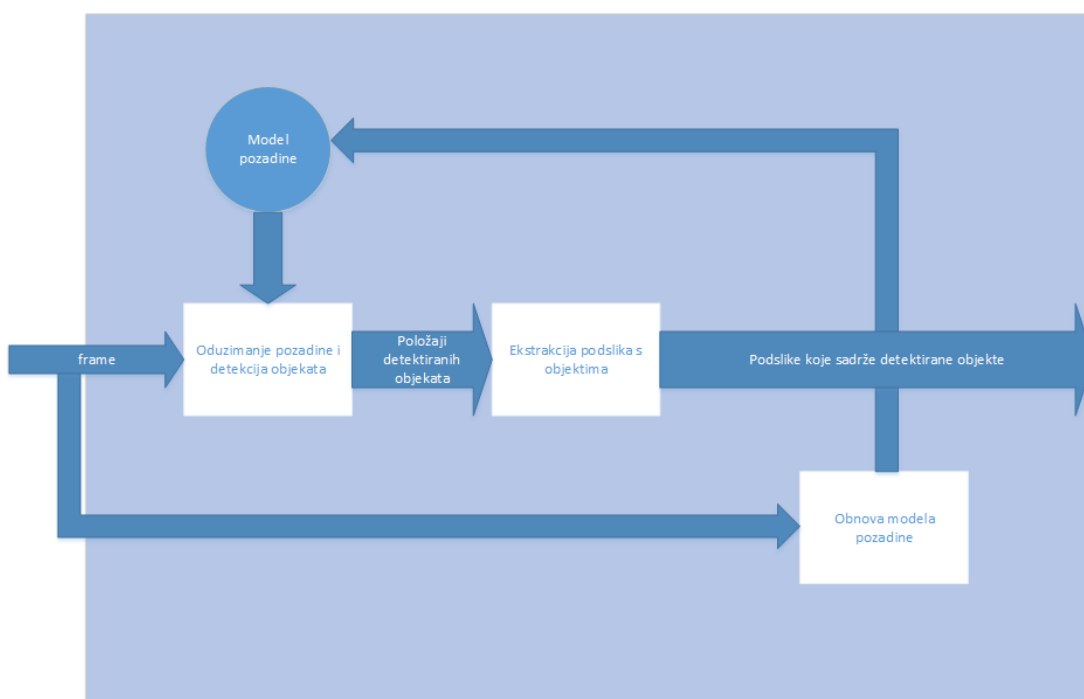 Model
pozadine
frame
Oduzimanje pozadine i
detekcija objekata
Položaji
detektiranih
objekata
Ekstrakcija podslika s
objektima
Podslike koje sadrže detektirane objekte
Obnova modela
pozadine